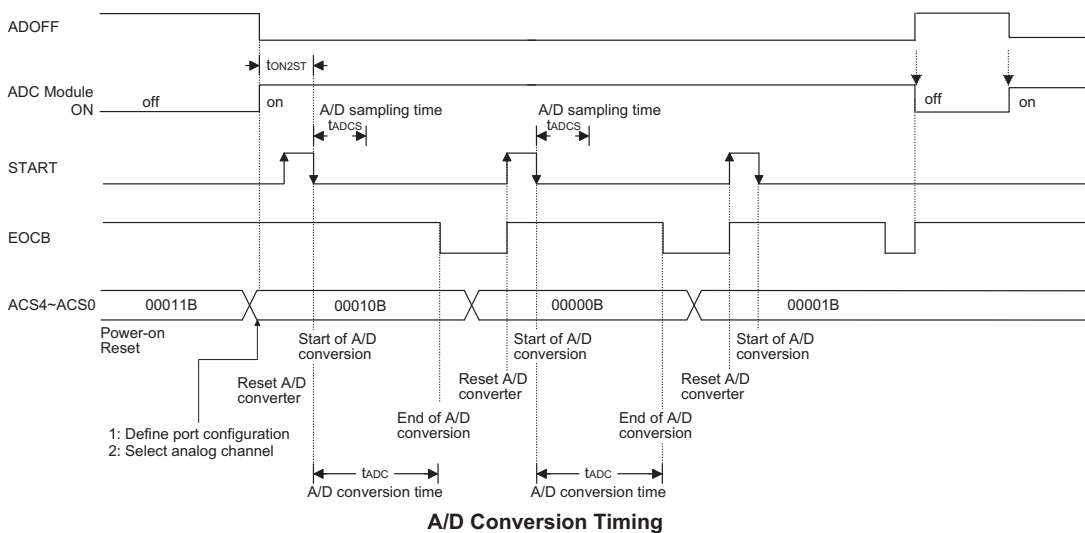 ADOFF
tON2ST
ADC Module
ON
off
on
off
on
A/D sampling time
tADCS
A/D sampling time
tADCS
START
EOCB
ACS4~ACS0
00011B
00010B
00000B
00001B
Power-on
Reset
Start of A/D
conversion
Start of A/D
conversion
Start of A/D
conversion
Reset A/D
converter
Reset A/D
converter
Reset A/D
converter
End of A/D
conversion
End of A/D
conversion
1: Define port configuration
2: Select analog channel
tADC
A/D conversion time
tADC
A/D conversion time
A/D Conversion Timing